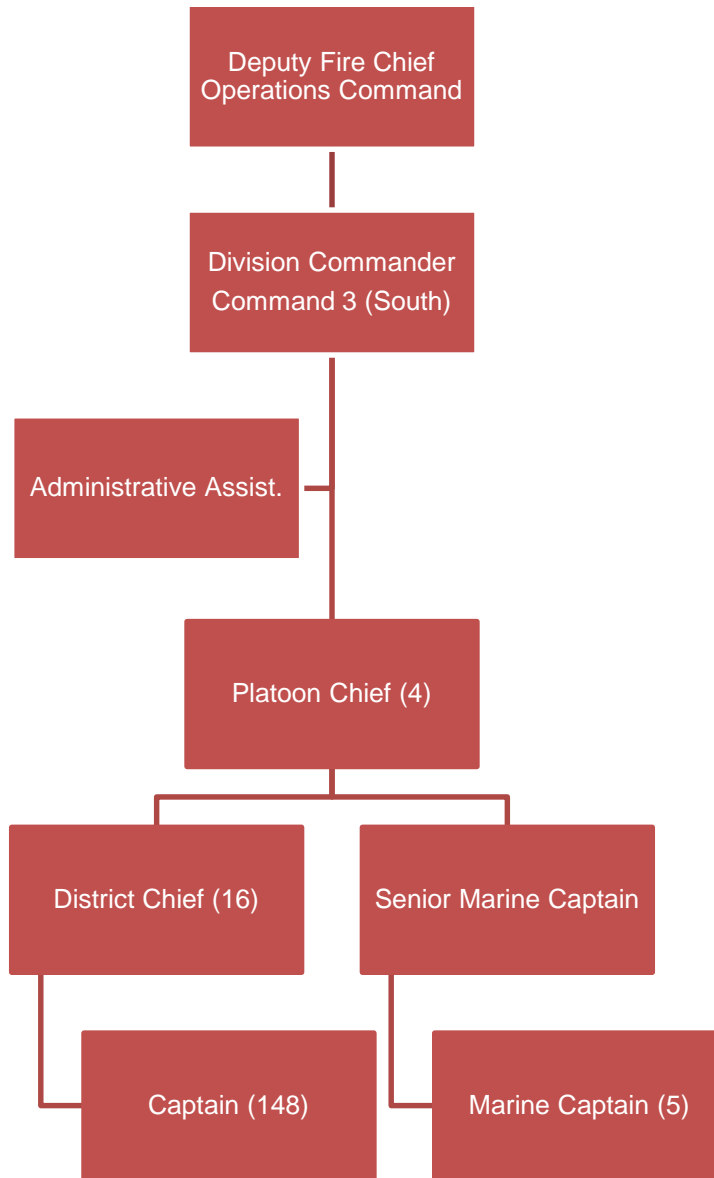 Deputy Fire Chief
Operations Command
Division Commander
Command 3 (South)
Administrative Assist.
Platoon Chief (4)
District Chief (16)
Senior Marine Captain
Captain (148)
Marine Captain (5)